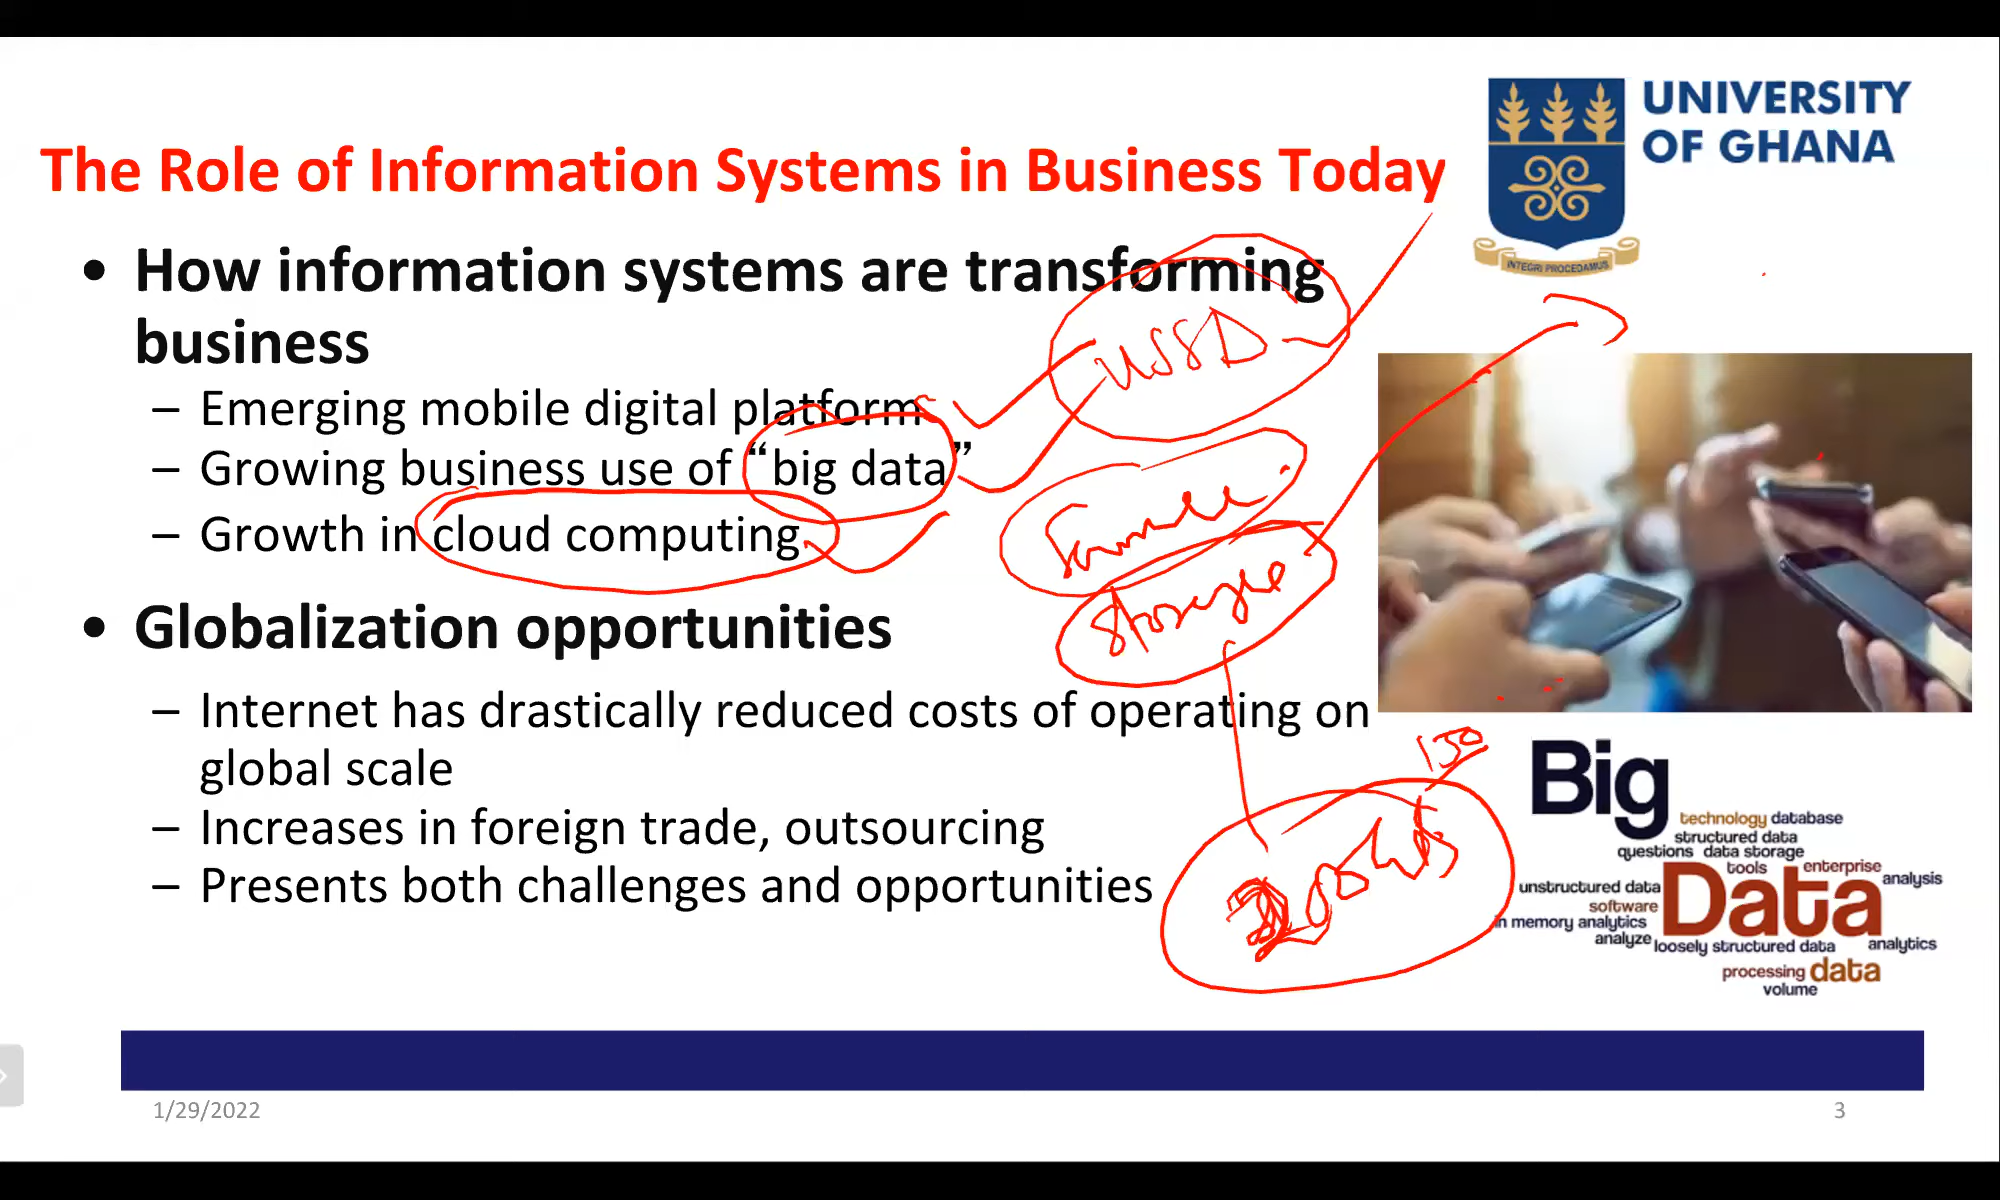 UNIVERSITY
OF GHANA
INTEGRI PROCEDAMUS
The Role of Information Systems in Business Today
• How information systems are transforming
business
– Emerging mobile digital platform
– Growing business use of “big data”
– Growth in cloud computing
USSD
Storage
• Globalization opportunities
– Internet has drastically reduced costs of operating on
global scale
– Increases in foreign trade, outsourcing
– Presents both challenges and opportunities
Big
technology database
structured data
questions data storage
tools enterprise analysis
unstructured data
Data
software
in memory analytics
analyze loosely structured data analytics
processing data
volume
1/29/2022
3